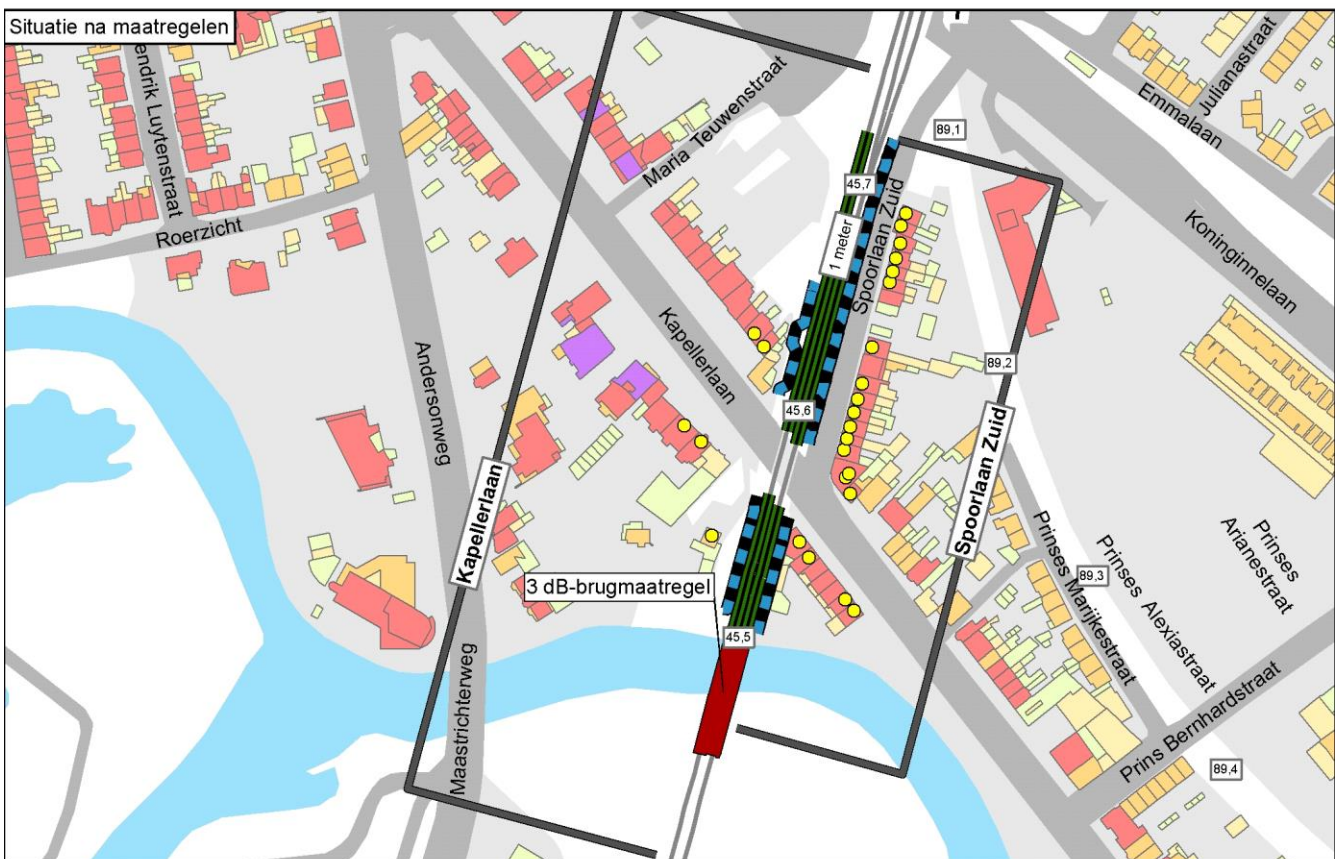 Situatie na maatregelen
endrik Luytenstraat
Roerzicht
Maria Teuwenstraat
Julianastraat
Emmalaan
89,1
45,7
1 meter
Spoorlaan Zuid
Koninginnelaan
Kapellerlaan
Andersonweg
89,2
45,6
Kapellerlaan
Spoorlaan Zuid
Prinses Marijkestraat
Prinses Alexiastraat
Prinses
Arianestraat
89,3
3 dB-brugmaatregel
45,5
Maastrichterweg
Prins Bernhardstraat
89,4